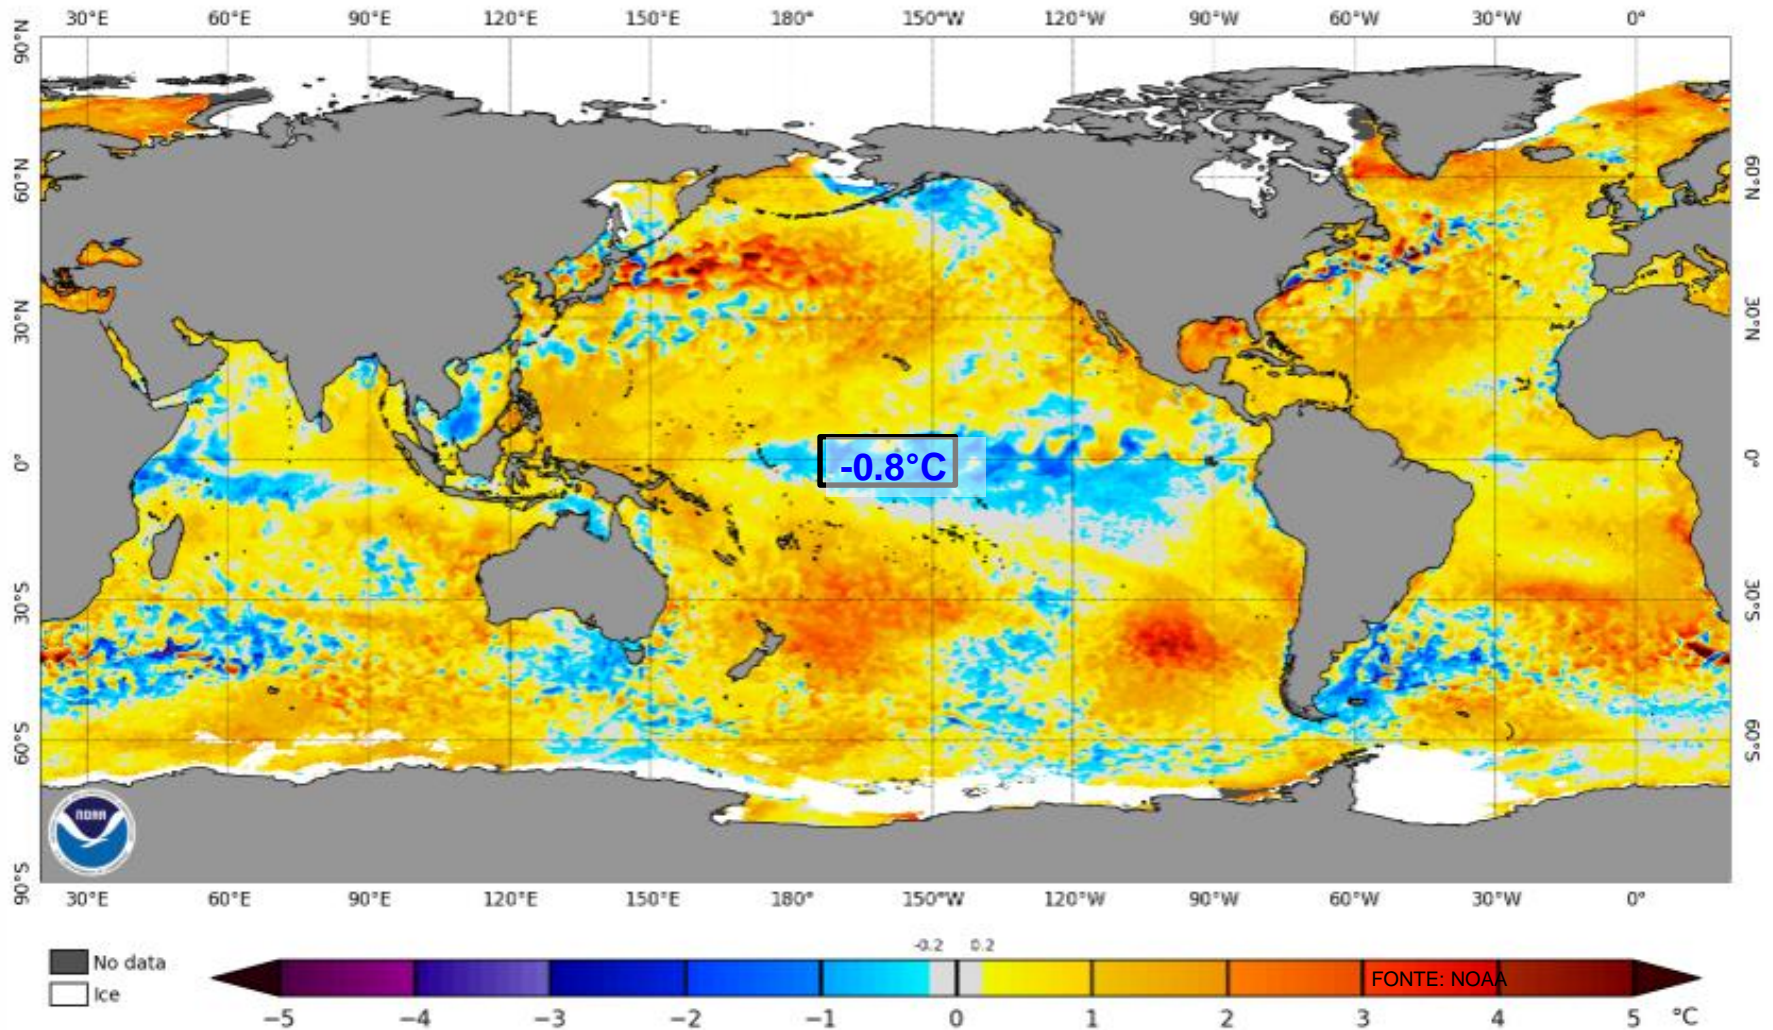 30°E 60°E 90°E 120°E 150°E 180° 150°W 120°W 90°W 60°W 30°W 0°
90°N
60°N 60°N
30°N 30°N
0° 0°
-0.8°C
30°S 30°S
60°S 60°S
NOAA
90°S
30°E 60°E 90°E 120°E 150°E 180° 150°W 120°W 90°W 60°W 30°W 0°
-0.2 0.2
No data
FONTE: NOAA
Ice
−5 −4 −3 −2 −1 0 1 2 3 4 5 °C